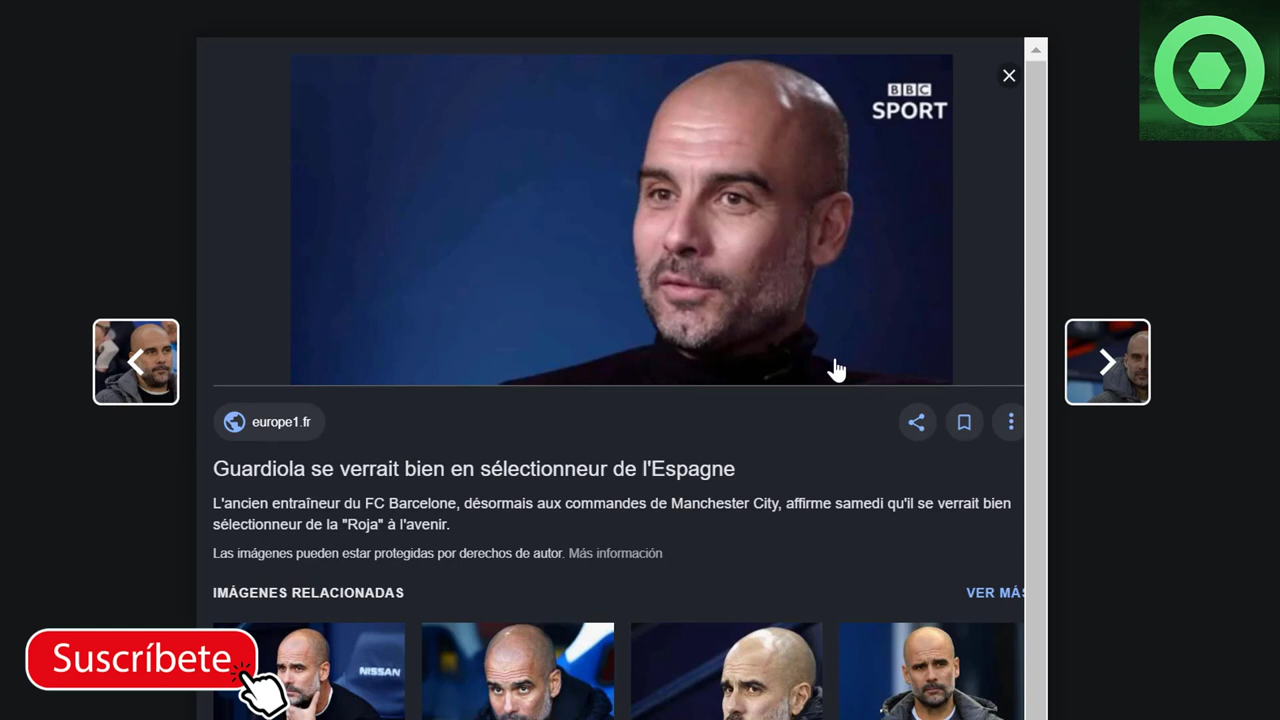 BBC
SPORT
europe1.fr
Guardiola se verrait bien en sélectionneur de l'Espagne
L'ancien entraîneur du FC Barcelone, désormais aux commandes de Manchester City, affirme samedi qu'il se verrait bien
sélectionneur de la "Roja" à l'avenir.
Las imágenes pueden estar protegidas por derechos de autor. Más información
IMÁGENES RELACIONADAS
VER MÁS
Suscríbete
NISSAN